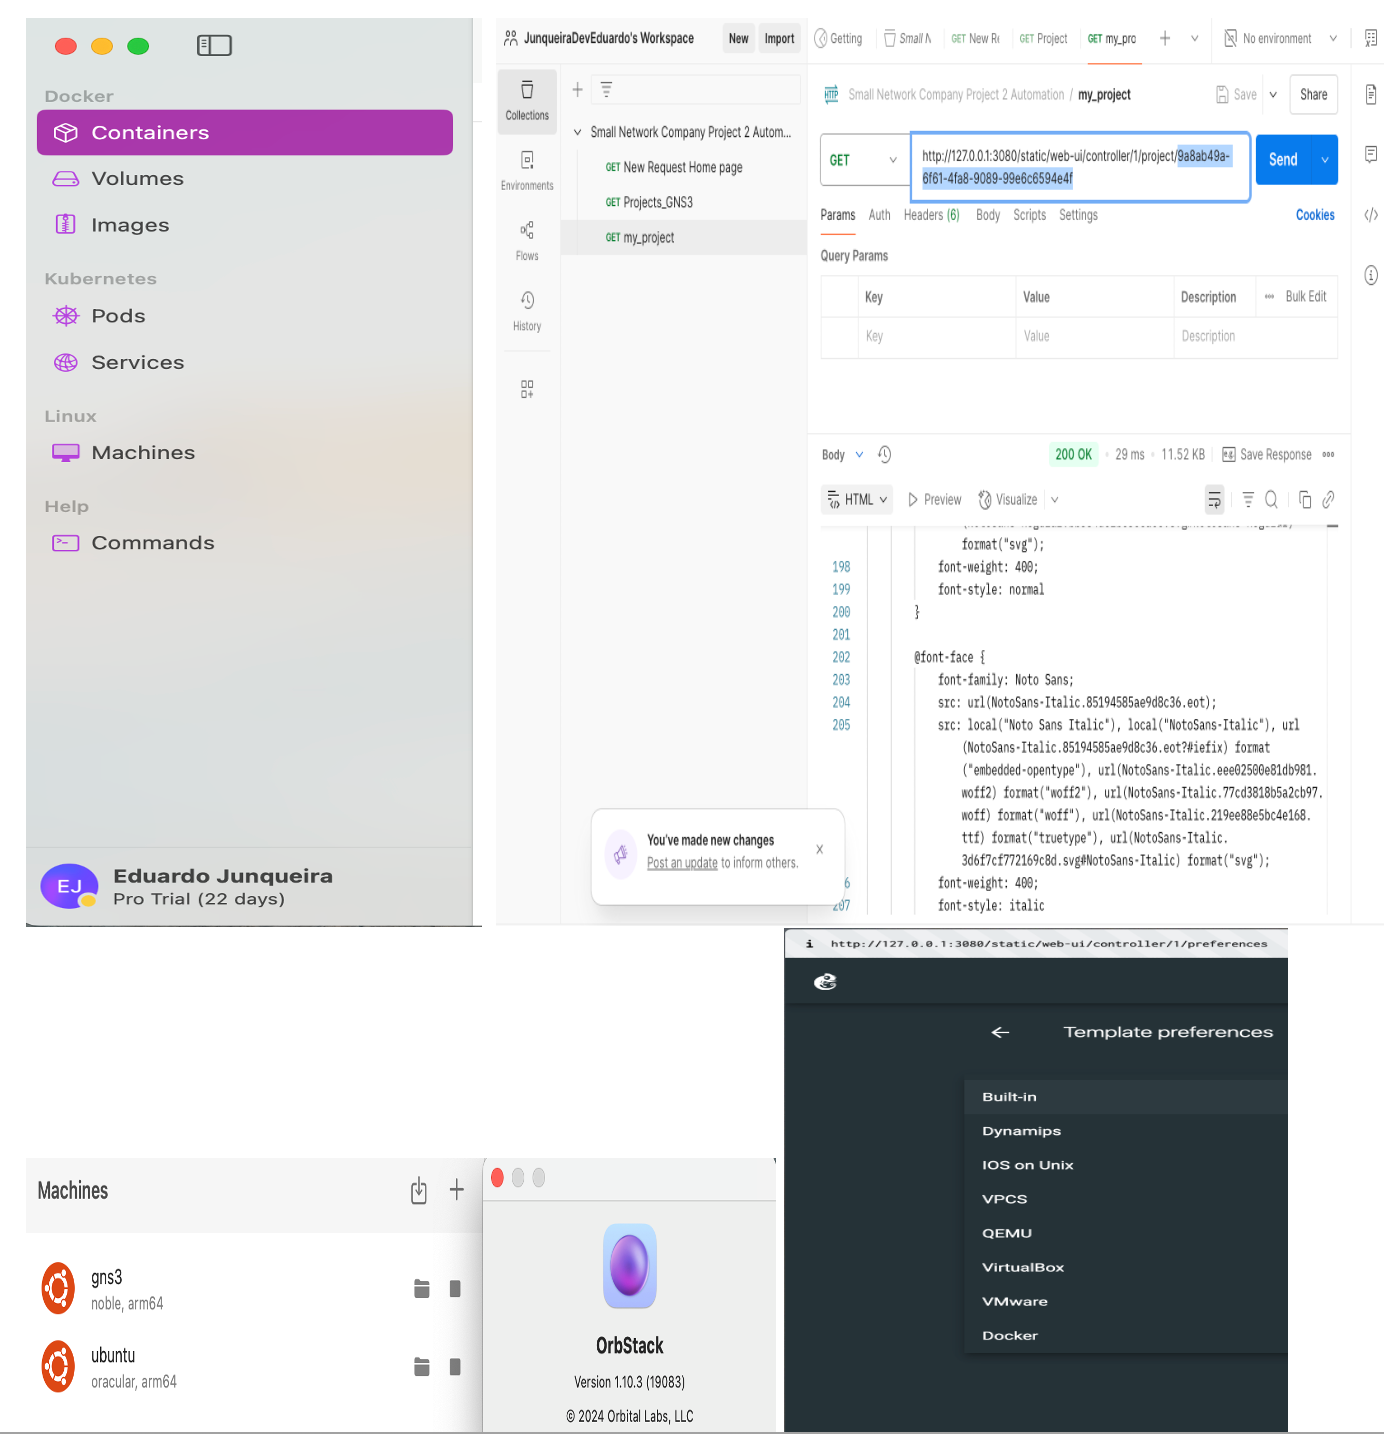 Docker
Containers
Volumes
Images
Kubernetes
Pods
Services
Linux
Machines
Help
Commands
EJ
Eduardo Junqueira
Pro Trial (22 days)
JunqueiraDevEduardo's Workspace
New
Import
Getting
Small N
GET New Re
GET Project
GET my_pro
No environment
Collections
Environments
Flows
History
Small Network Company Project 2 Autom...
GET New Request Home page
GET Projects_GNS3
GET my_project
HTTP
Small Network Company Project 2 Automation / my_project
Save
Share
GET
http://127.0.0.1:3080/static/web-ui/controller/1/project/9a8ab49a-
6f61-4fa8-9089-99e6c6594e4f
Send
Params
Auth
Headers (6)
Body
Scripts
Settings
Cookies
Query Params
Key
Value
Description
Bulk Edit
Key
Value
Description
Body
200 OK
29 ms
11.52 KB
Save Response
HTML
Preview
Visualize
format("svg");
198 font-weight: 400;
199 font-style: normal
200 }
201
202 @font-face {
203 font-family: Noto Sans;
204 src: url(NotoSans-Italic.85194585ae9d8c36.eot);
205 src: local("Noto Sans Italic"), local("NotoSans-Italic"), url
(NotoSans-Italic.85194585ae9d8c36.eot?#iefix) format
("embedded-opentype"), url(NotoSans-Italic.eee02500e81db981.
woff2) format("woff2"), url(NotoSans-Italic.77cd3818b5a2cb97.
woff) format("woff"), url(NotoSans-Italic.219ee88e5bc4e168.
ttf) format("truetype"), url(NotoSans-Italic.
3d6f7cf772169c8d.svg#NotoSans-Italic) format("svg");
6 font-weight: 400;
207 font-style: italic
You've made new changes
Post an update to inform others.
http://127.0.0.1:3080/static/web-ui/controller/1/preferences
Template preferences
Built-in
Dynamips
IOS on Unix
VPCS
QEMU
VirtualBox
VMware
Docker
Machines
gns3
noble, arm64
ubuntu
oracular, arm64
OrbStack
Version 1.10.3 (19083)
© 2024 Orbital Labs, LLC